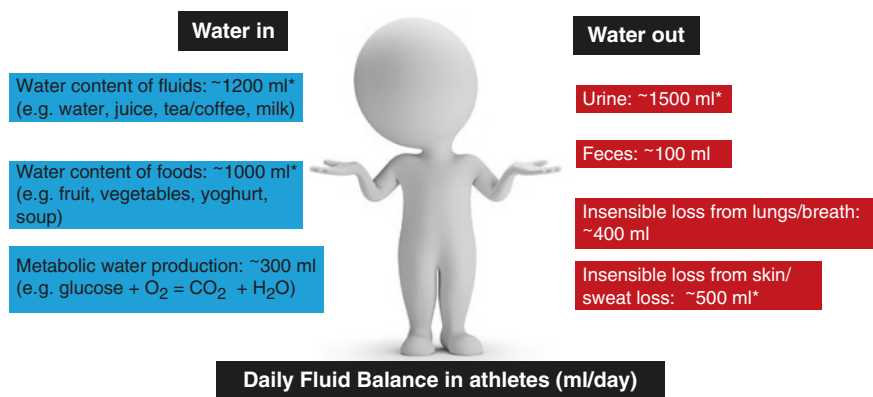 Water in
Water content of fluids: ~1200 ml*
(e.g. water, juice, tea/coffee, milk)
Water content of foods: ~1000 ml*
(e.g. fruit, vegetables, yoghurt,
soup)
Metabolic water production: ~300 ml
(e.g. glucose + O₂ = CO₂ + H₂O)
Water out
Urine: ~1500 ml*
Feces: ~100 ml
Insensible loss from lungs/breath:
~400 ml
Insensible loss from skin/
sweat loss: ~500 ml*
Daily Fluid Balance in athletes (ml/day)